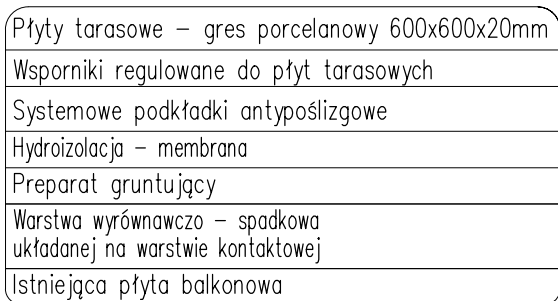 Płyty tarasowe – gres porcelanowy 600x600x20mm
Wsporniki regulowane do płyt tarasowych
Systemowe podkładki antypoślizgowe
Hydroizolacja – membrana
Preparat gruntujący
Warstwa wyrównawczo – spadkowa
układanej na warstwie kontaktowej
Istniejąca płyta balkonowa